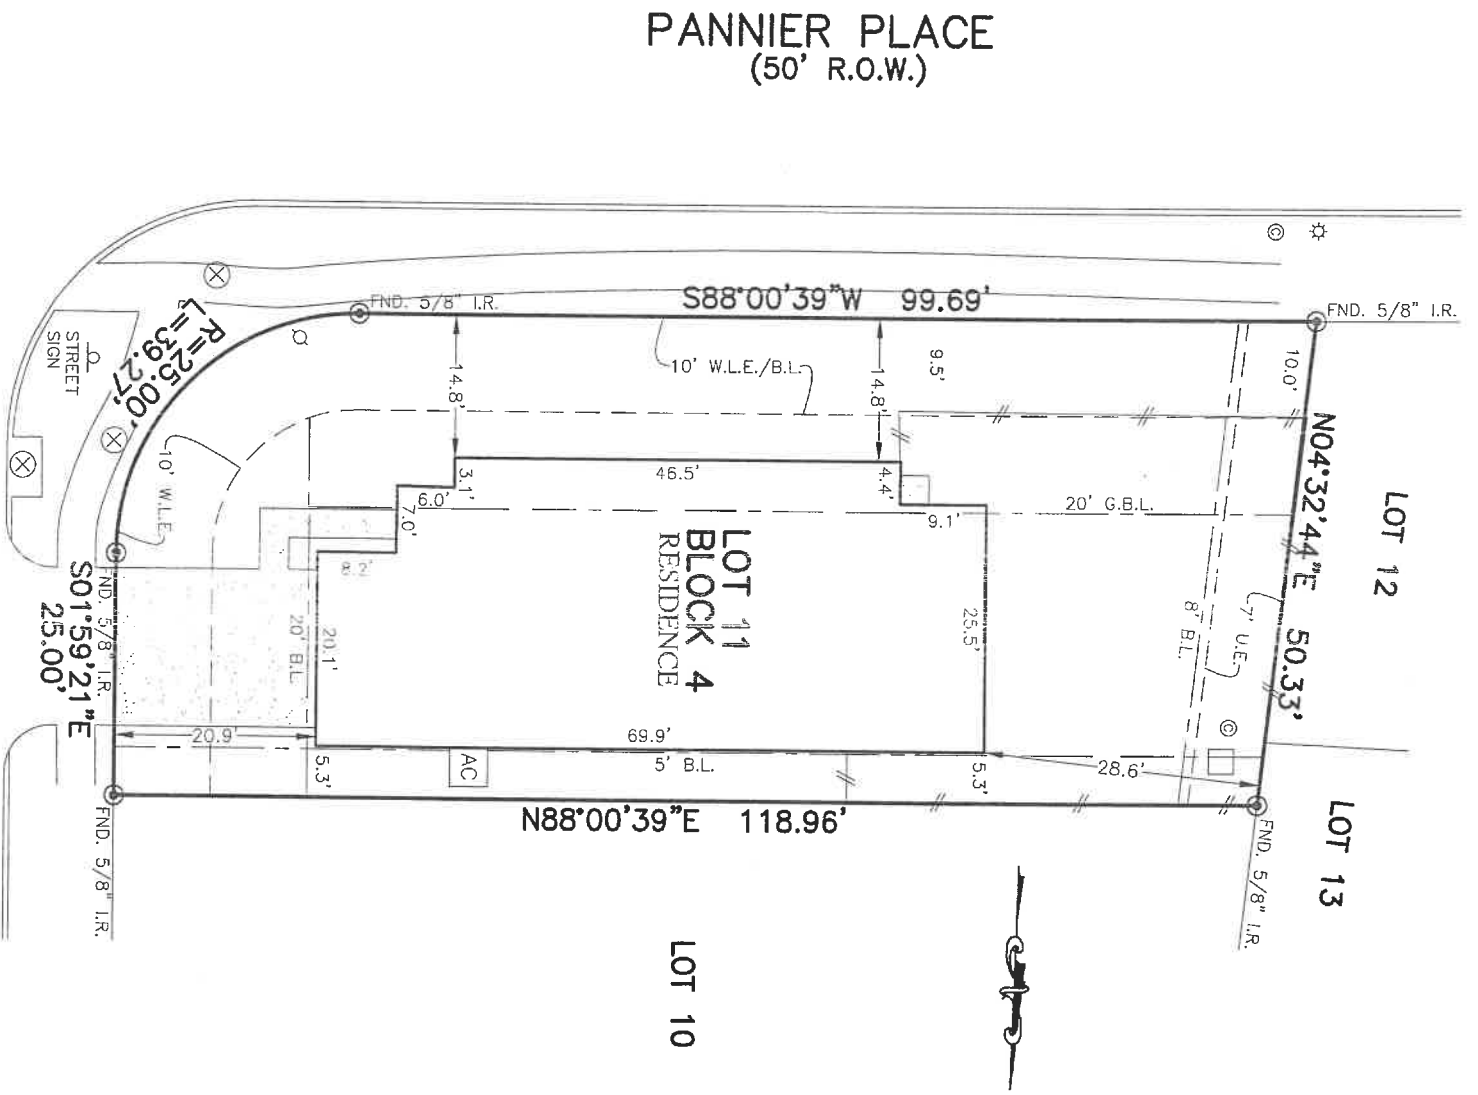 PANNIER PLACE
(50' R.O.W.)
FND. 5/8" I.R.
S88°00'39"W 99.69'
FND. 5/8" I.R.
R=25.00'
L=39.27'
STREET
SIGN
14.8'
10' W.L.E./B.L.
14.8'
9.5'
10.0'
N04°32'44"E 50.33'
LOT 12
10' W.L.E.
3.1'
46.5'
4.4'
6.0'
7.0'
9.1'
20' G.B.L.
8.2'
LOT 11
BLOCK 4
RESIDENCE
25.5'
8' B.L.
7' U.E.
FND. 5/8" I.R.
S01°59'21"E
25.00'
20' B.L.
20.1'
20.9'
69.9'
5.3'
AC
5' B.L.
5.3'
28.6'
N88°00'39"E 118.96'
FND. 5/8" I.R.
FND. 5/8" I.R.
LOT 13
LOT 10
C
C